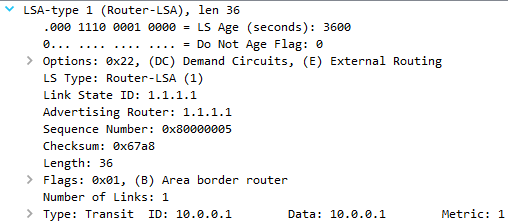 LSA-type 1 (Router-LSA), len 36
.000 1110 0001 0000 = LS Age (seconds): 3600
0... .... .... .... = Do Not Age Flag: 0
Options: 0x22, (DC) Demand Circuits, (E) External Routing
LS Type: Router-LSA (1)
Link State ID: 1.1.1.1
Advertising Router: 1.1.1.1
Sequence Number: 0x80000005
Checksum: 0x67a8
Length: 36
Flags: 0x01, (B) Area border router
Number of Links: 1
Type: Transit  ID: 10.0.0.1        Data: 10.0.0.1        Metric: 1